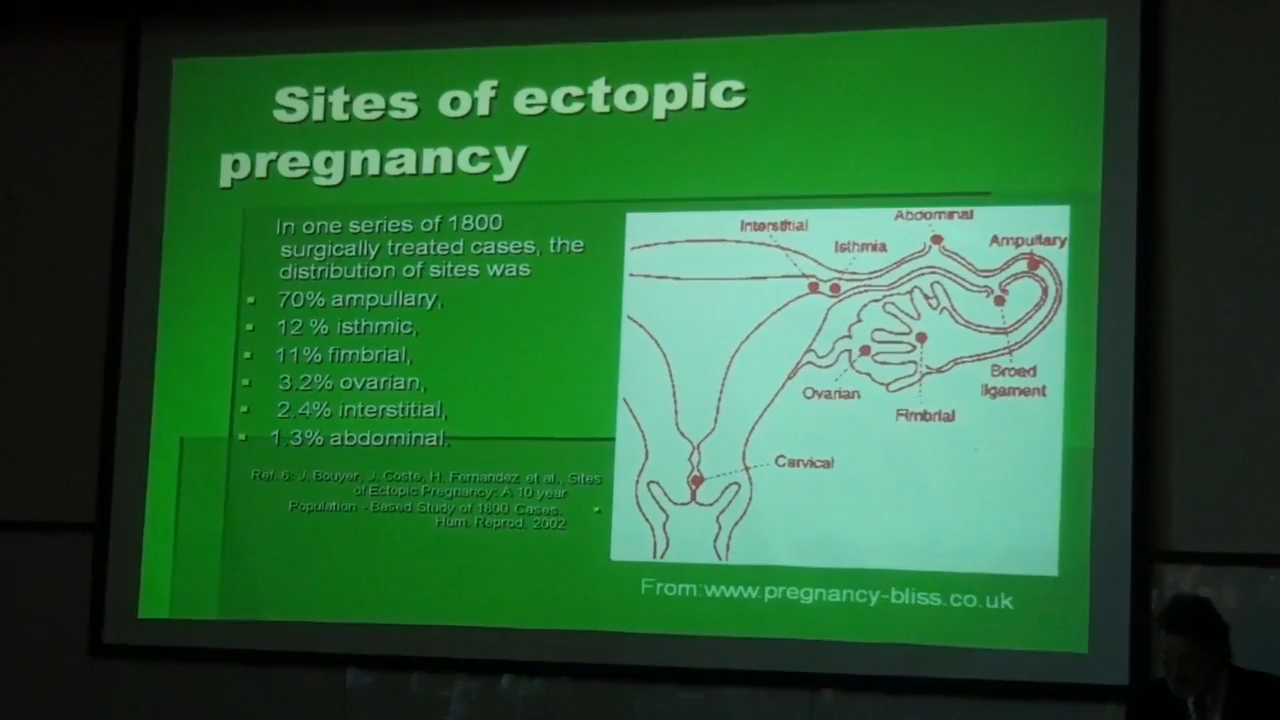 Sites of ectopic
pregnancy
In one series of 1800
surgically treated cases, the
distribution of sites was
70% ampullary,
12 % isthmic,
11% fimbrial,
3.2% ovarian,
2.4% interstitial,
1.3% abdominal.
Ref. 6: J. Bouyer, J. Coste, H. Fernandez et al., Sites
of Ectopic Pregnancy: A 10 year
Population - Based Study of 1800 Cases.
Hum. Reprod. 2002
Abdominal
Interstitial
Isthmia
Ampullary
Broad
ligament
Ovarian
Fimbrial
Cervical
From:www.pregnancy-bliss.co.uk